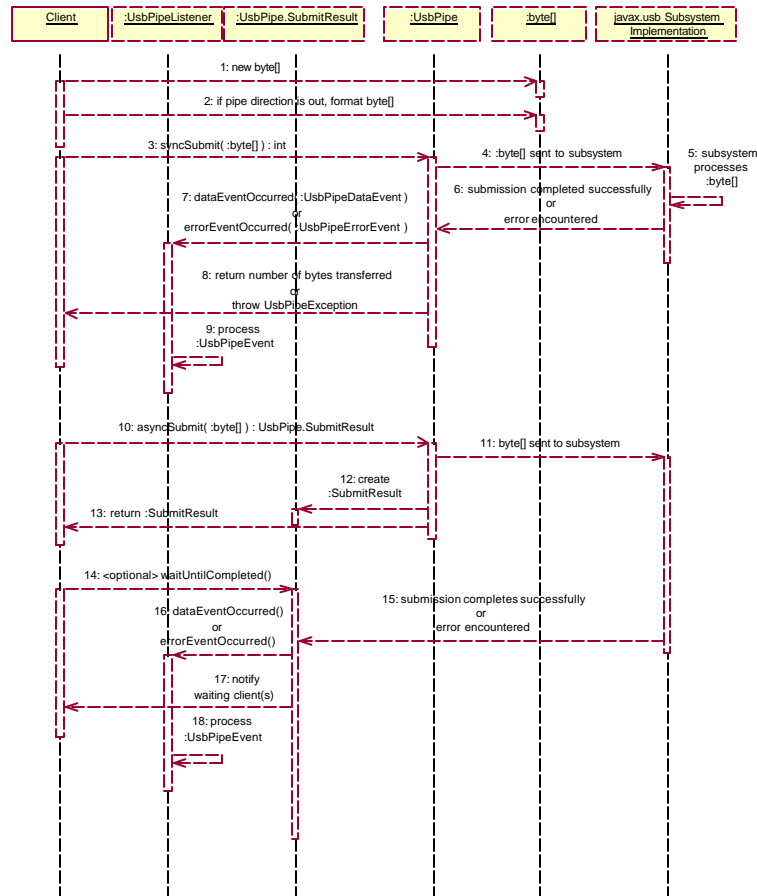 Client
:UsbPipeListener
:UsbPipe.SubmitResult
:UsbPipe
:byte[]
javax.usb Subsystem
Implementation
1: new byte[]
2: if pipe direction is out, format byte[]
3: syncSubmit( :byte[] ) : int
4: :byte[] sent to subsystem
5: subsystem
processes
:byte[]
6: submission completed successfully
or
error encountered
7: dataEventOccurred( :UsbPipeDataEvent )
or
errorEventOccurred( :UsbPipeErrorEvent )
8: return number of bytes transferred
or
throw UsbPipeException
9: process
:UsbPipeEvent
10: asyncSubmit( :byte[] ) : UsbPipe.SubmitResult
11: byte[] sent to subsystem
12: create
:SubmitResult
13: return :SubmitResult
14: <optional> waitUntilCompleted()
15: submission completes successfully
or
error encountered
16: dataEventOccurred()
or
errorEventOccurred()
17: notify
waiting client(s)
18: process
:UsbPipeEvent